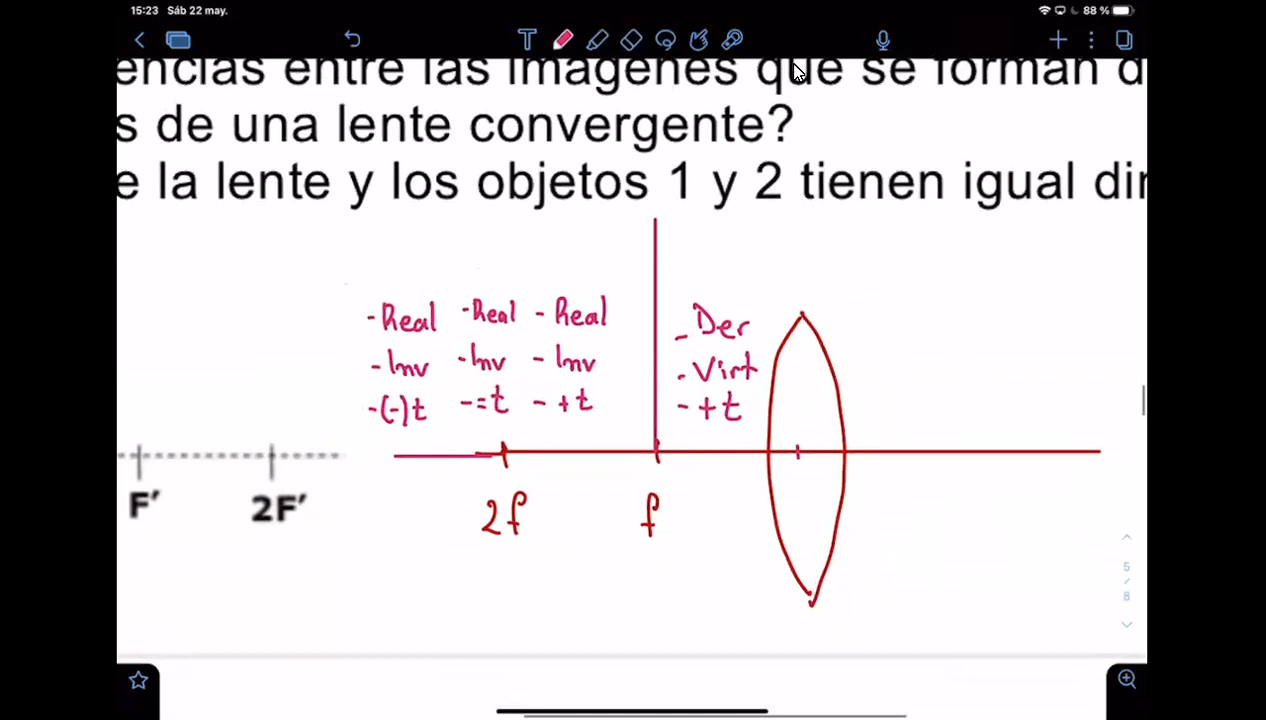 15:23 Sáb 22 may. 88 %
encias entre las imágenes que se forman d
s de una lente convergente?
e la lente y los objetos 1 y 2 tienen igual dir
-Real -Real - Real - Der
-Inv -Inv - Inv - Virt
-(-)t -=t - +t - +t
F' 2F' 2f f
5
/
8